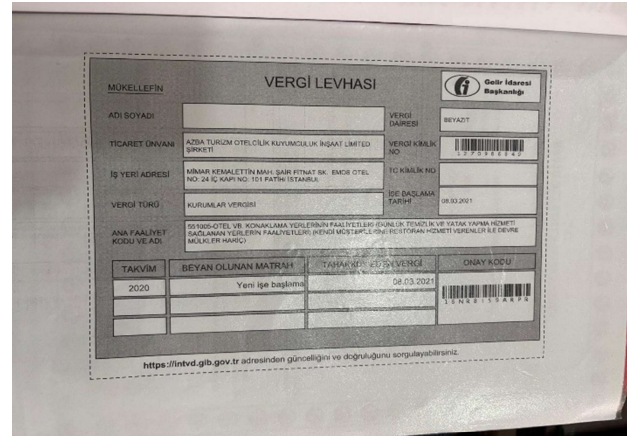 VERGİ LEVHASI
Gelir İdaresi
Başkanlığı
MÜKELLEFİN
ADI SOYADI
VERGİ
DAİRESİ
BEYAZIT
TİCARET ÜNVANI
AZBA TURİZM OTELCİLİK KUYUMCULUK İNŞAAT LİMİTED
ŞİRKETİ
VERGİ KİMLİK
NO
İŞ YERİ ADRESİ
MİMAR KEMALETTİN MAH. ŞAİR FITNAT SK. EMOS OTEL
NO: 24 İÇ KAPI NO: 101 FATİH/ İSTANBUL
TC KİMLİK NO
VERGİ TÜRÜ
KURUMLAR VERGİSİ
İŞE BAŞLAMA
TARİHİ
08.03.2021
ANA FAALİYET
KODU VE ADI
551005-OTEL VB. KONAKLAMA YERLERİNİN FAALİYETLERİ (GÜNLÜK TEMİZLİK VE YATAK YAPMA HİZMETİ
SAĞLANAN YERLERİN FAALİYETLERİ) (KENDİ MÜŞTERİLERİNE RESTORAN HİZMETİ VERENLER İLE DEVRE
MÜLKLER HARİÇ)
TAKVİM
BEYAN OLUNAN MATRAH
TAHAKKUK EDEN VERGİ
ONAY KODU
2020
Yeni işe başlama
08.03.2021
https://intvd.gib.gov.tr adresinden güncelliğini ve doğruluğunu sorgulayabilirsiniz.